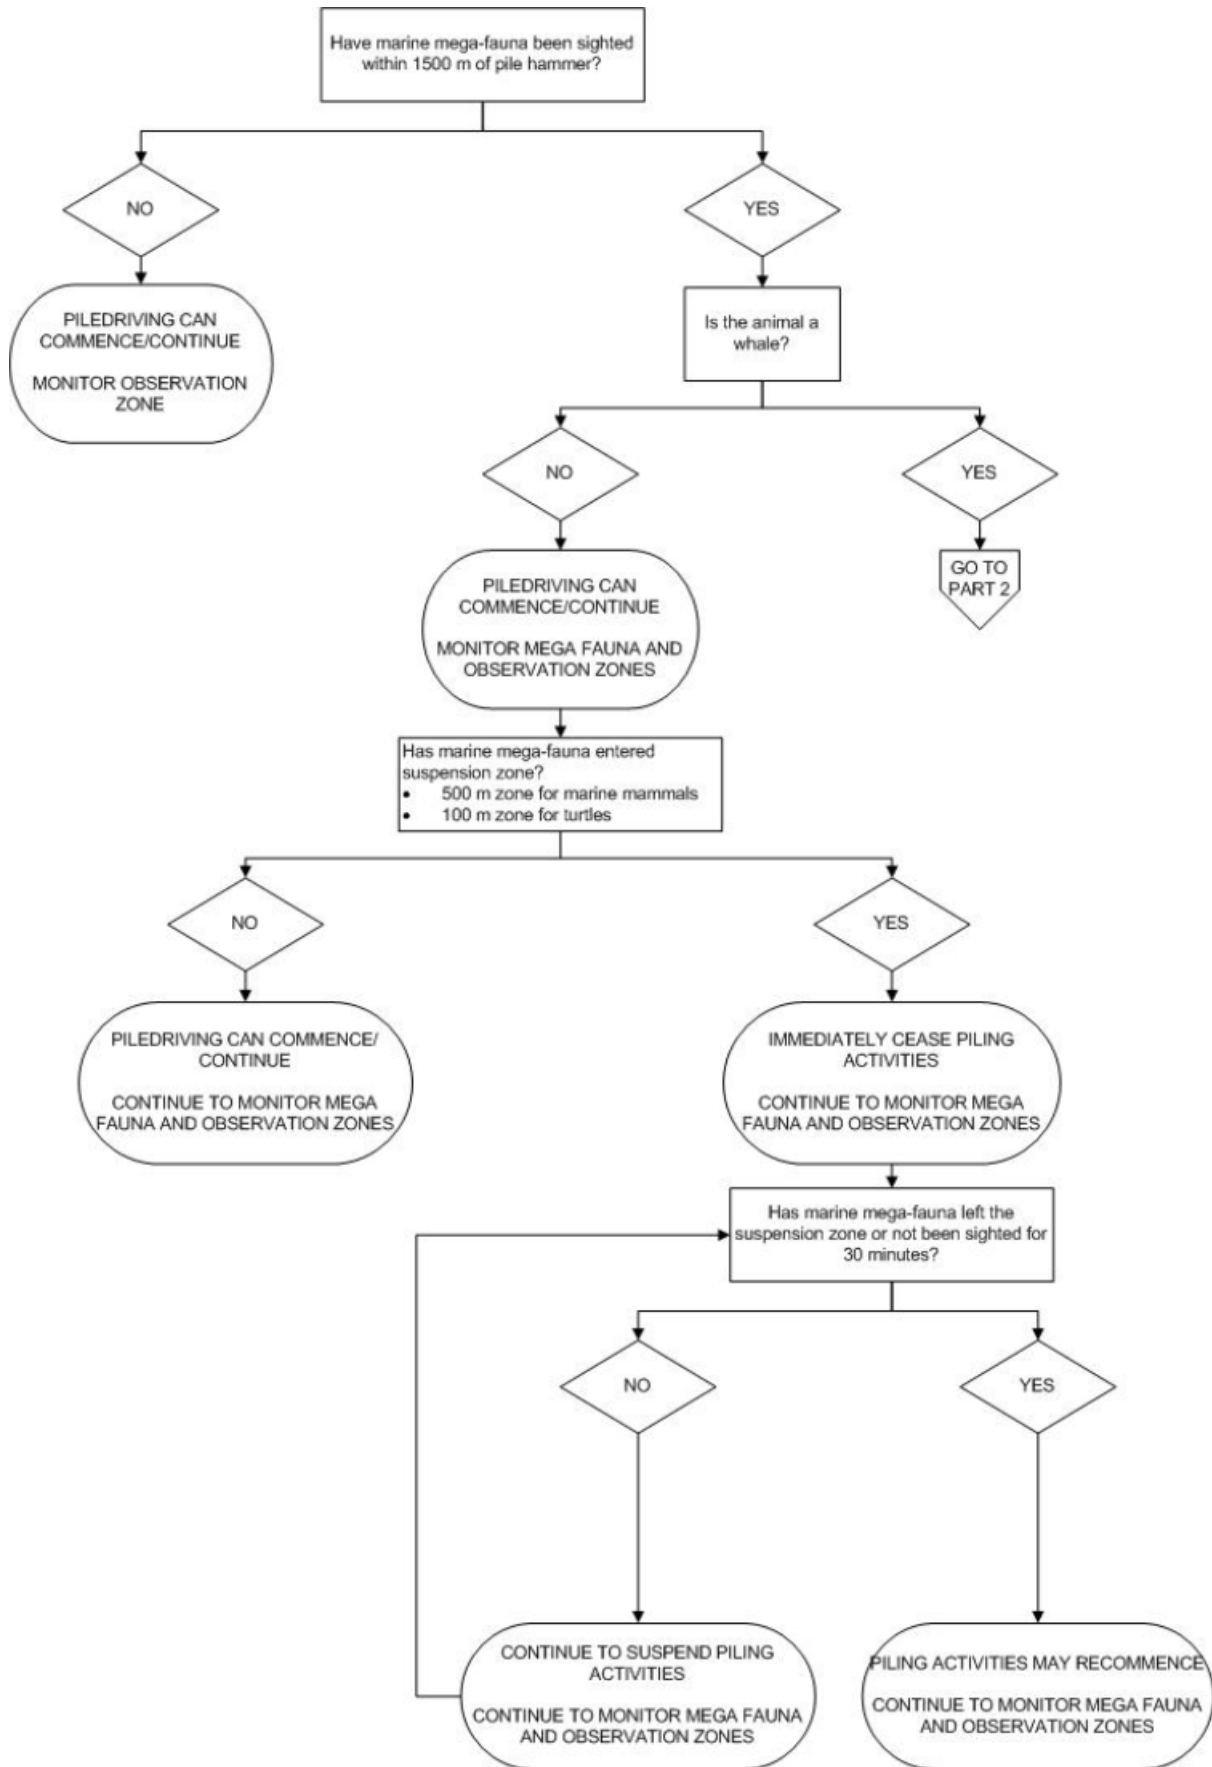 Have marine mega-fauna been sighted
within 1500 m of pile hammer?
NO
YES
PILEDRIVING CAN
COMMENCE/CONTINUE
MONITOR OBSERVATION
ZONE
Is the animal a
whale?
NO
YES
PILEDRIVING CAN
COMMENCE/CONTINUE
MONITOR MEGA FAUNA AND
OBSERVATION ZONES
GO TO
PART 2
Has marine mega-fauna entered
suspension zone?
• 500 m zone for marine mammals
• 100 m zone for turtles
NO
YES
PILEDRIVING CAN COMMENCE/
CONTINUE
CONTINUE TO MONITOR MEGA
FAUNA AND OBSERVATION ZONES
IMMEDIATELY CEASE PILING
ACTIVITIES
CONTINUE TO MONITOR MEGA
FAUNA AND OBSERVATION ZONES
Has marine mega-fauna left the
suspension zone or not been sighted for
30 minutes?
NO
YES
CONTINUE TO SUSPEND PILING
ACTIVITIES
CONTINUE TO MONITOR MEGA FAUNA
AND OBSERVATION ZONES
PILING ACTIVITIES MAY RECOMMENCE
CONTINUE TO MONITOR MEGA FAUNA
AND OBSERVATION ZONES